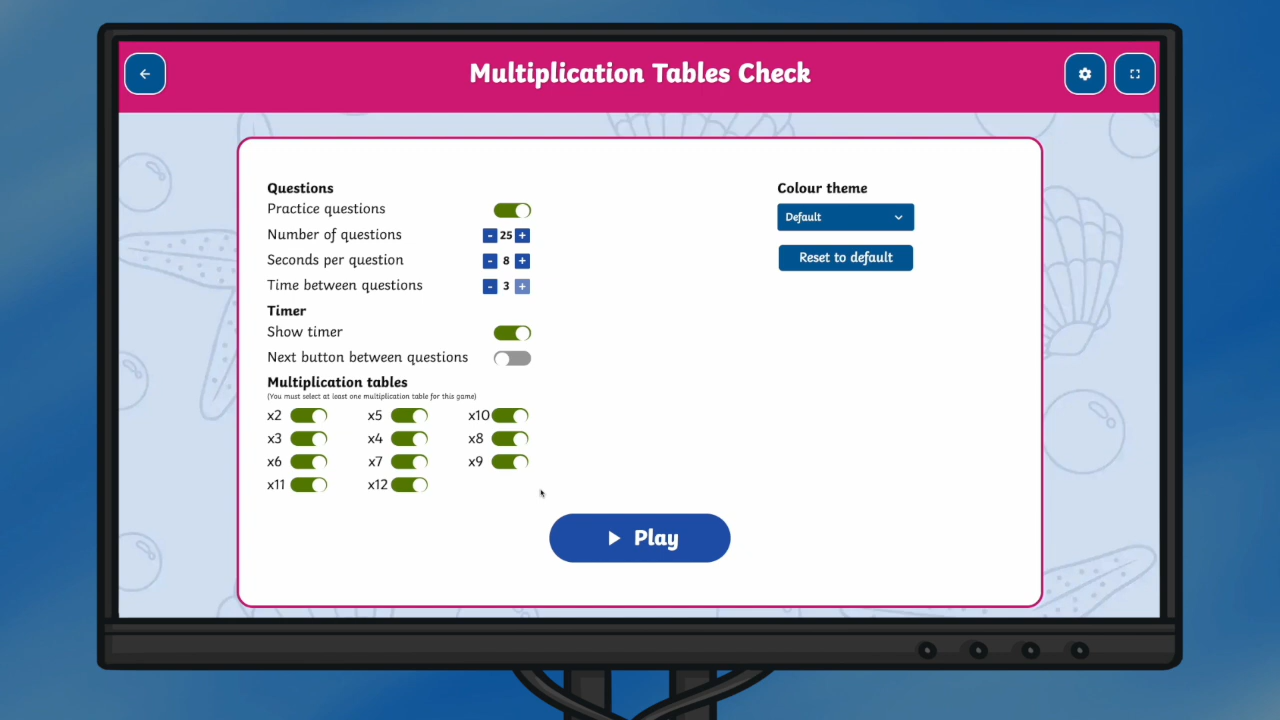 Multiplication Tables Check
Questions
Practice questions
Number of questions - 25 +
Seconds per question - 8 +
Time between questions - 3 +
Timer
Show timer
Next button between questions
Multiplication tables
(You must select at least one multiplication table for this game)
x2 x5 x10
x3 x4 x8
x6 x7 x9
x11 x12
Colour theme
Default
Reset to default
Play